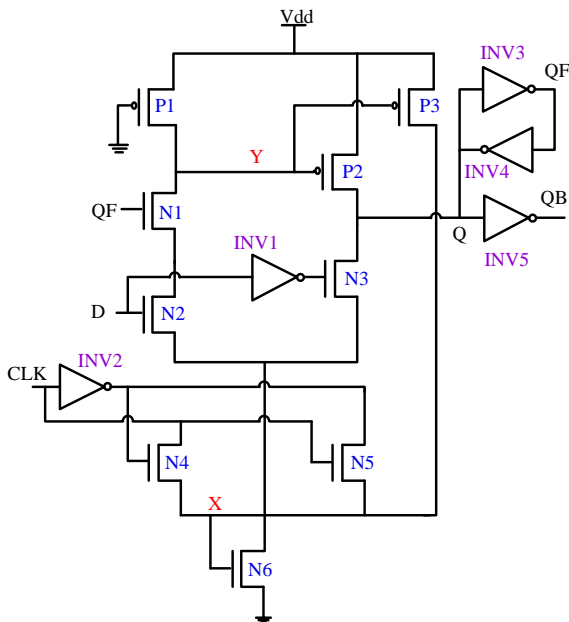 Vdd
INV3
QF
P1
P3
Y
P2
INV4
QF
N1
QB
Q
INV1
INV5
N3
D
N2
INV2
CLK
N4
N5
X
N6